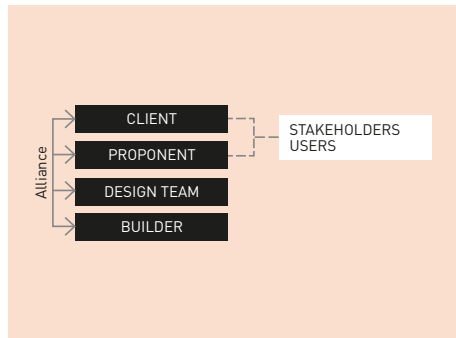 CLIENT
PROPONENT
DESIGN TEAM
BUILDER
Alliance
STAKEHOLDERS
USERS